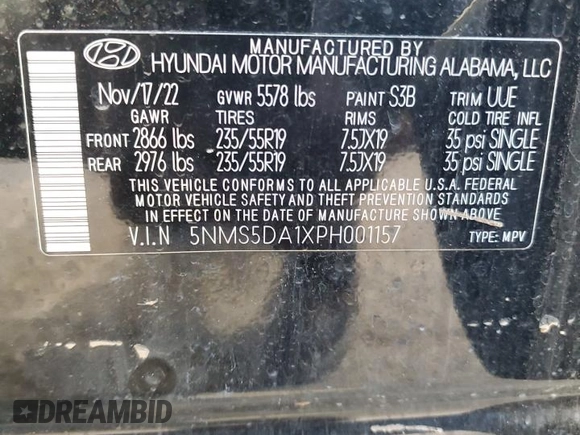 MANUFACTURED BY
HYUNDAI MOTOR MANUFACTURING ALABAMA, LLC
Nov/17/22 GVWR 5578 lbs PAINT S3B TRIM UUE
GAWR TIRES RIMS COLD TIRE INFL
FRONT 2866 lbs 235/55R19 7.5JX19 35 psi SINGLE
REAR 2976 lbs 235/55R19 7.5JX19 35 psi SINGLE
THIS VEHICLE CONFORMS TO ALL APPLICABLE U.S.A. FEDERAL
MOTOR VEHICLE SAFETY AND THEFT PREVENTION STANDARDS
IN EFFECT ON THE DATE OF MANUFACTURE SHOWN ABOVE
V.I.N 5NMS5DA1XPH001157 TYPE: MPV
DREAMBID